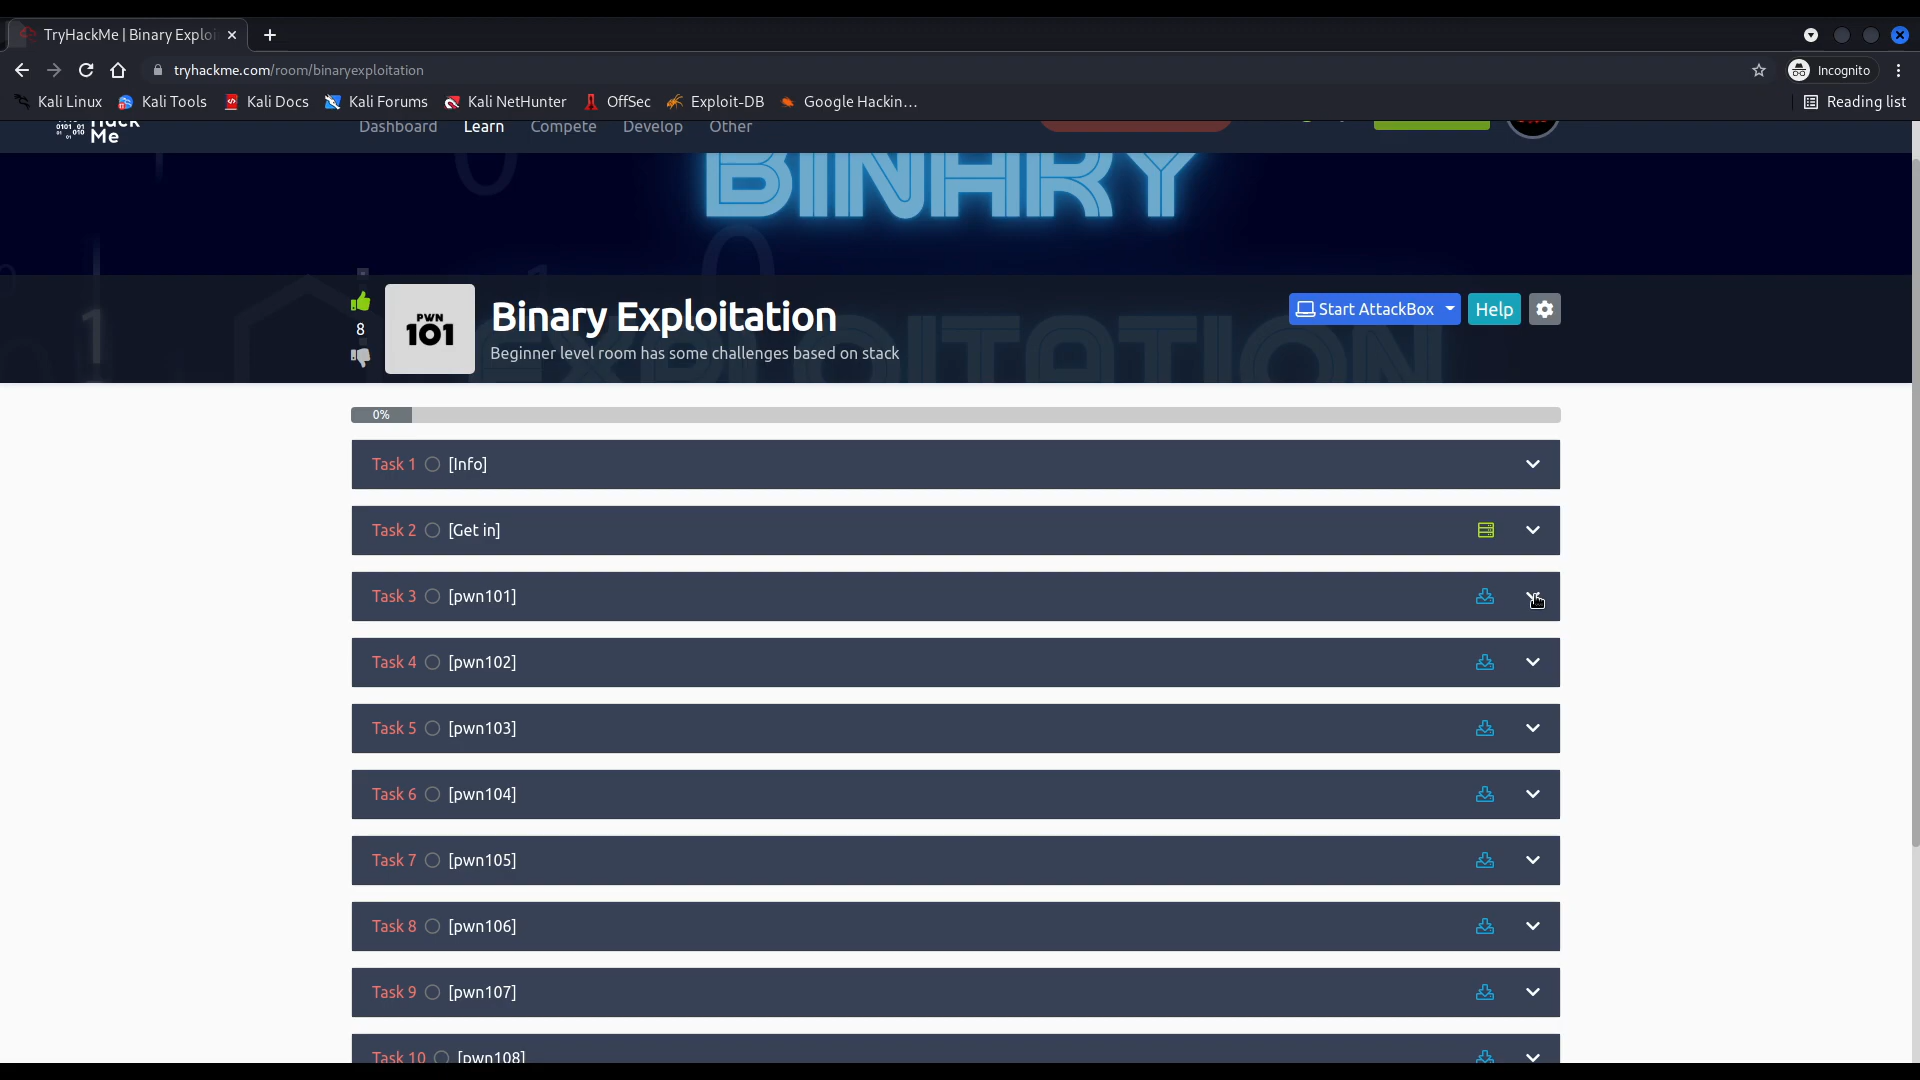 TryHackMe | Binary Exploi
tryhackme.com/room/binaryexploitation
Incognito
Kali Linux Kali Tools Kali Docs Kali Forums Kali NetHunter OffSec Exploit-DB Google Hackin… Reading list
Hack
Me
Dashboard Learn Compete Develop Other
BINARY
EXPLOITATION
PWN
101
8
Binary Exploitation
Beginner level room has some challenges based on stack
Start AttackBox Help
0%
Task 1 [Info]
Task 2 [Get in]
Task 3 [pwn101]
Task 4 [pwn102]
Task 5 [pwn103]
Task 6 [pwn104]
Task 7 [pwn105]
Task 8 [pwn106]
Task 9 [pwn107]
Task 10 [pwn108]